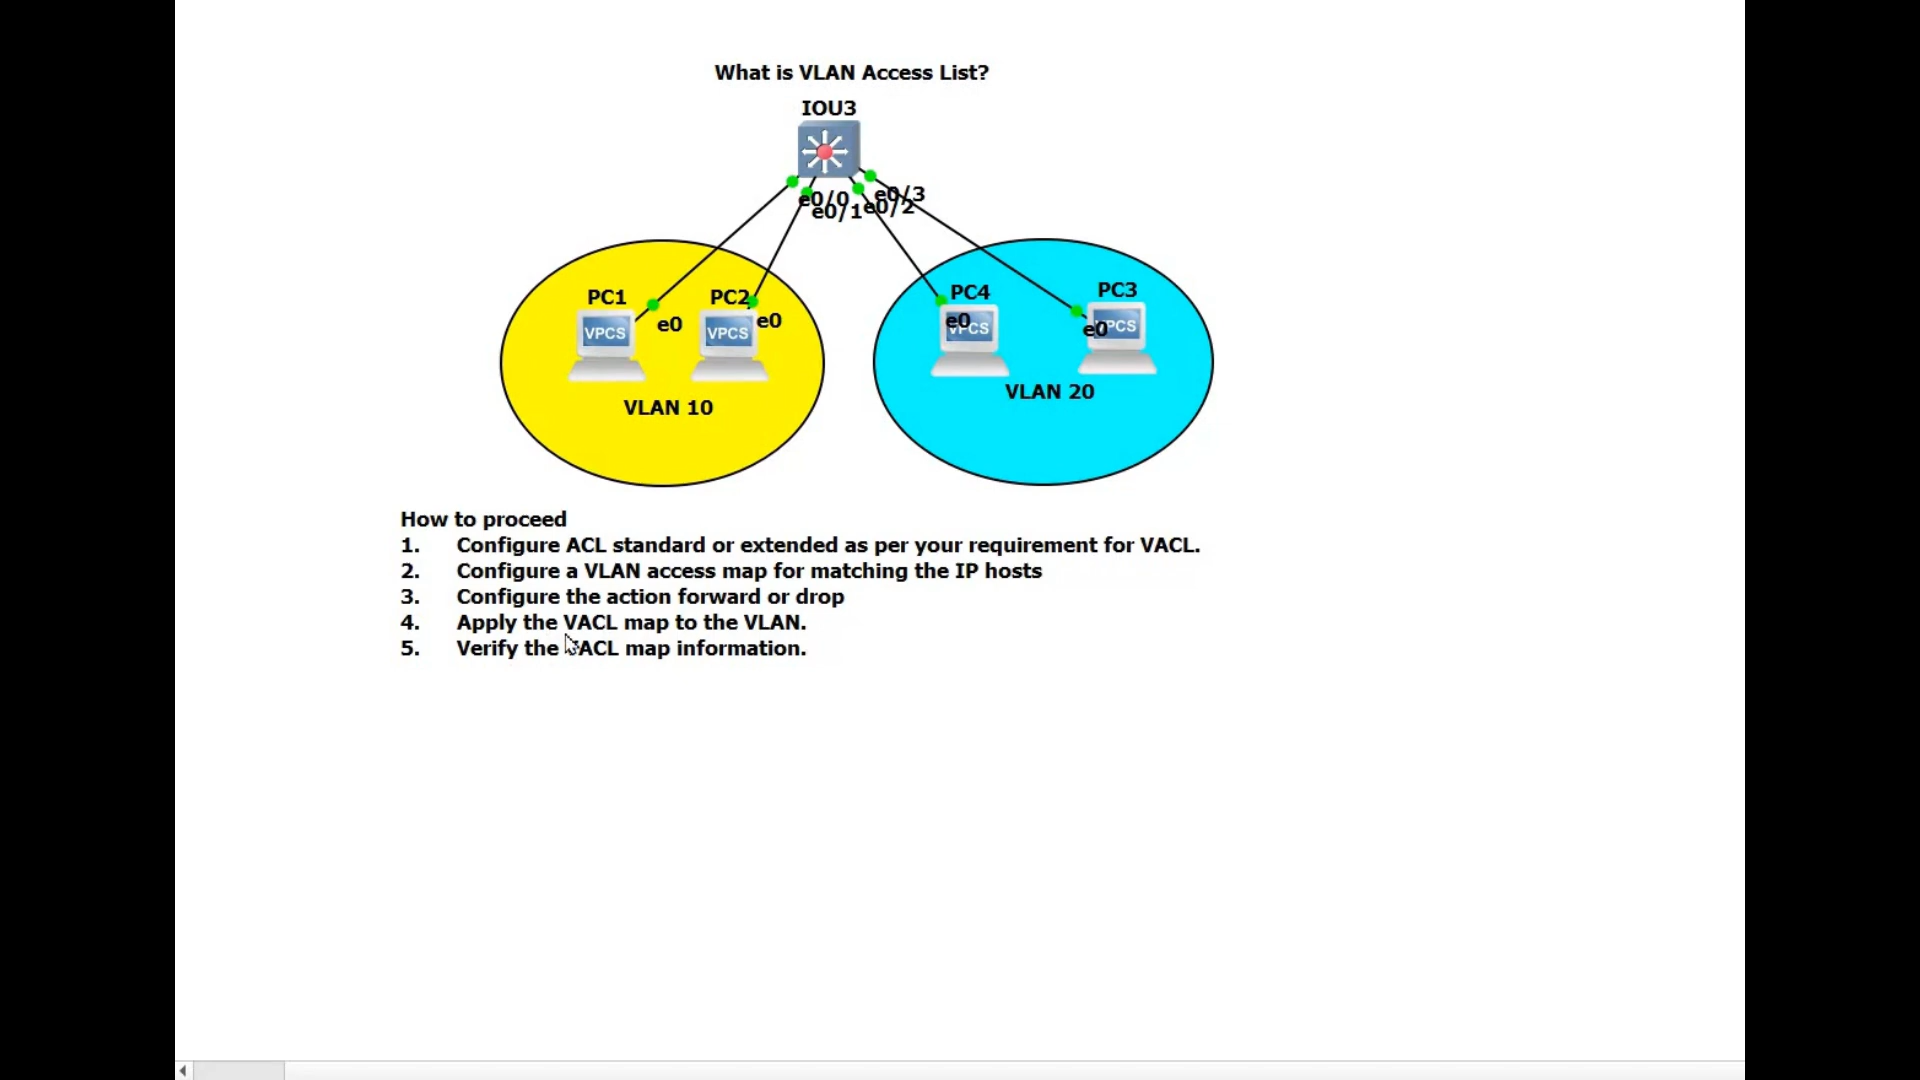 What is VLAN Access List?
IOU3
e0/0
e0/1
e0/2
e0/3
PC1
PC2
PC4
PC3
VPCS
e0
VPCS
e0
VPCS
e0
VPCS
e0
VLAN 10
VLAN 20
How to proceed
1. Configure ACL standard or extended as per your requirement for VACL.
2. Configure a VLAN access map for matching the IP hosts
3. Configure the action forward or drop
4. Apply the VACL map to the VLAN.
5. Verify the VACL map information.